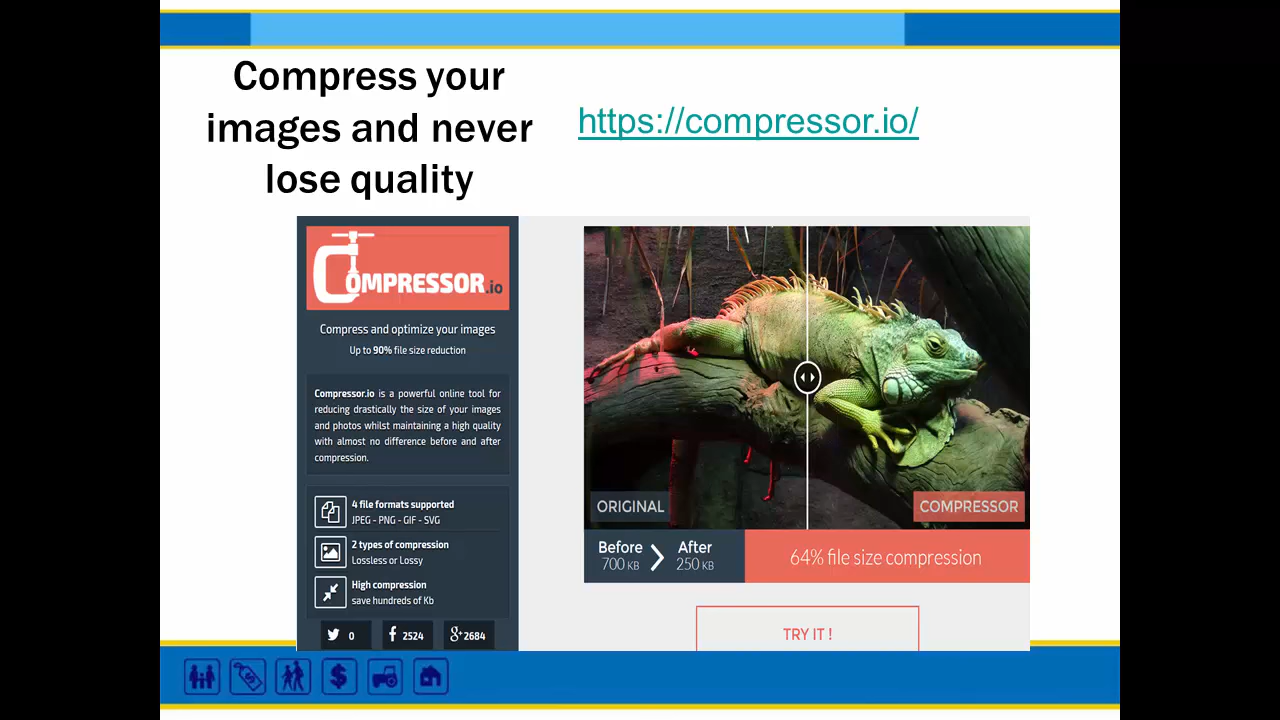 Compress your
images and never
lose quality
https://compressor.io/
COMPRESSOR.io
Compress and optimize your images
Up to 90% file size reduction
Compressor.io is a powerful online tool for
reducing drastically the size of your images
and photos whilst maintaining a high quality
with almost no difference before and after
compression.
4 file formats supported
JPEG - PNG - GIF - SVG
2 types of compression
Lossless or Lossy
High compression
save hundreds of Kb
0
2524
g+ 2684
ORIGINAL
COMPRESSOR
Before After
700 KB 250 KB
64% file size compression
TRY IT !